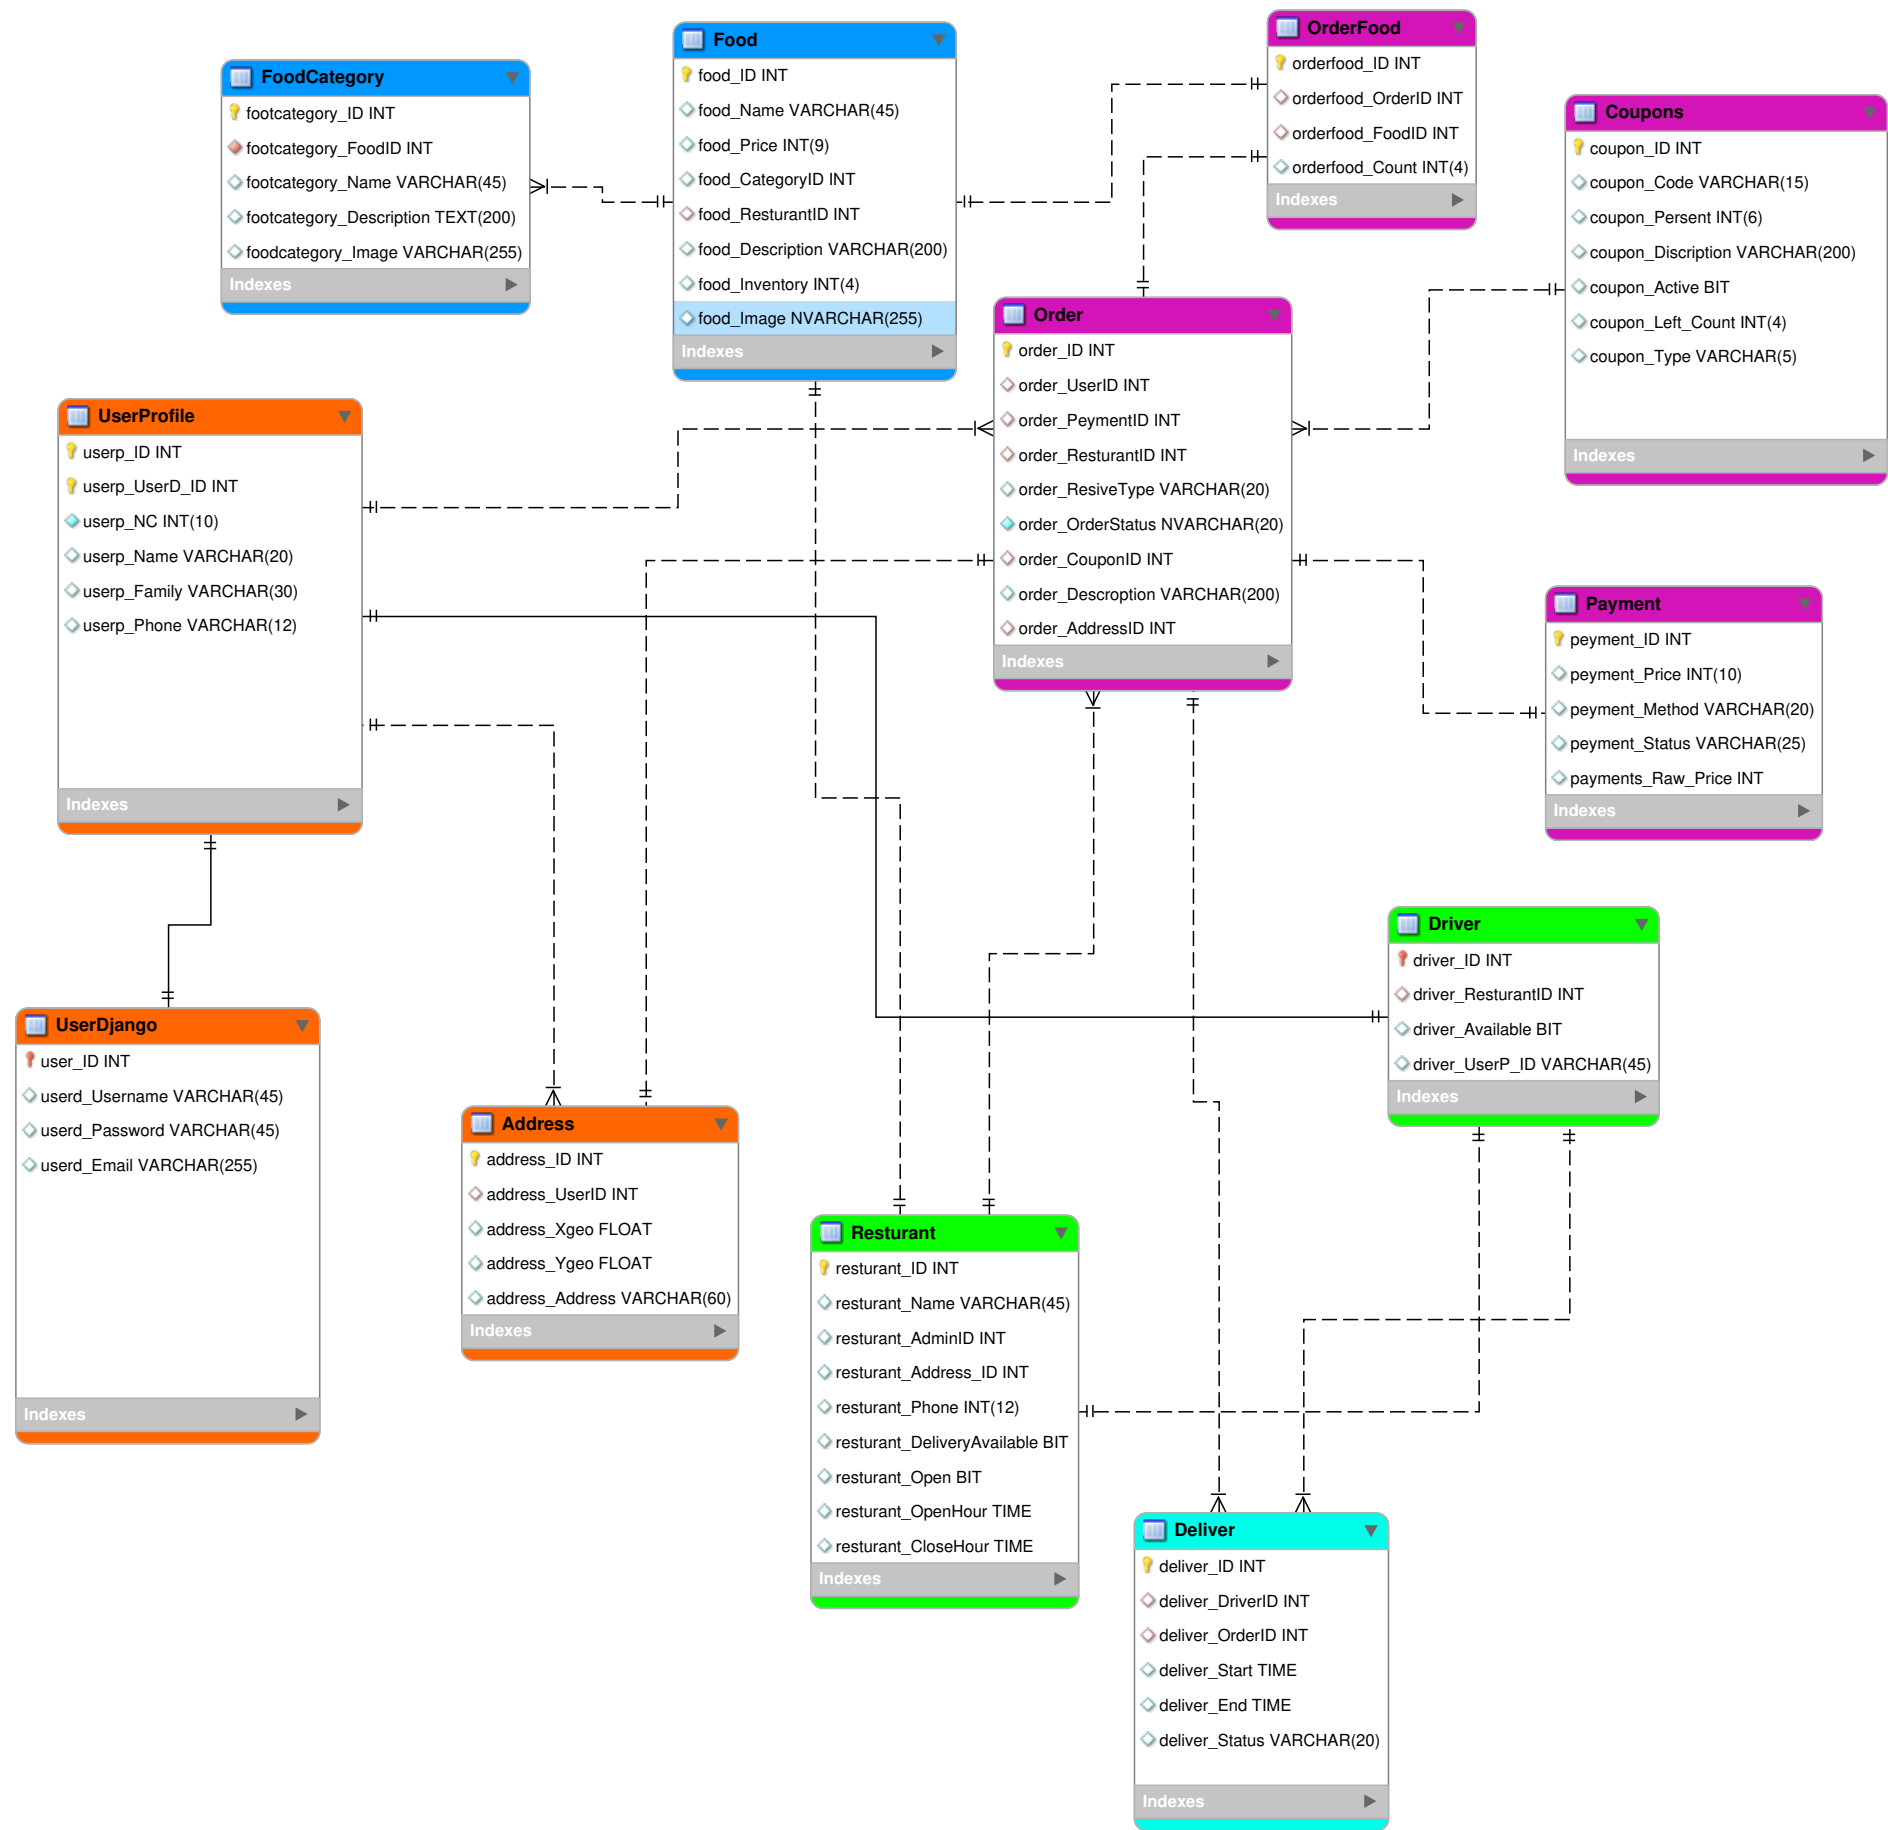 FoodCategory
footcategory_ID INT
footcategory_FoodID INT
footcategory_Name VARCHAR(45)
footcategory_Description TEXT(200)
foodcategory_Image VARCHAR(255)
Indexes
Food
food_ID INT
food_Name VARCHAR(45)
food_Price INT(9)
food_CategoryID INT
food_ResturantID INT
food_Description VARCHAR(200)
food_Inventory INT(4)
food_Image NVARCHAR(255)
Indexes
OrderFood
orderfood_ID INT
orderfood_OrderID INT
orderfood_FoodID INT
orderfood_Count INT(4)
Indexes
Coupons
coupon_ID INT
coupon_Code VARCHAR(15)
coupon_Persent INT(6)
coupon_Discription VARCHAR(200)
coupon_Active BIT
coupon_Left_Count INT(4)
coupon_Type VARCHAR(5)
Indexes
Order
order_ID INT
order_UserID INT
order_PeymentID INT
order_ResturantID INT
order_ResiveType VARCHAR(20)
order_OrderStatus NVARCHAR(20)
order_CouponID INT
order_Descroption VARCHAR(200)
order_AddressID INT
Indexes
UserProfile
userp_ID INT
userp_UserD_ID INT
userp_NC INT(10)
userp_Name VARCHAR(20)
userp_Family VARCHAR(30)
userp_Phone VARCHAR(12)
Indexes
Payment
peyment_ID INT
peyment_Price INT(10)
peyment_Method VARCHAR(20)
peyment_Status VARCHAR(25)
payments_Raw_Price INT
Indexes
Driver
driver_ID INT
driver_ResturantID INT
driver_Available BIT
driver_UserP_ID VARCHAR(45)
Indexes
UserDjango
user_ID INT
userd_Username VARCHAR(45)
userd_Password VARCHAR(45)
userd_Email VARCHAR(255)
Indexes
Address
address_ID INT
address_UserID INT
address_Xgeo FLOAT
address_Ygeo FLOAT
address_Address VARCHAR(60)
Indexes
Resturant
resturant_ID INT
resturant_Name VARCHAR(45)
resturant_AdminID INT
resturant_Address_ID INT
resturant_Phone INT(12)
resturant_DeliveryAvailable BIT
resturant_Open BIT
resturant_OpenHour TIME
resturant_CloseHour TIME
Indexes
Deliver
deliver_ID INT
deliver_DriverID INT
deliver_OrderID INT
deliver_Start TIME
deliver_End TIME
deliver_Status VARCHAR(20)
Indexes